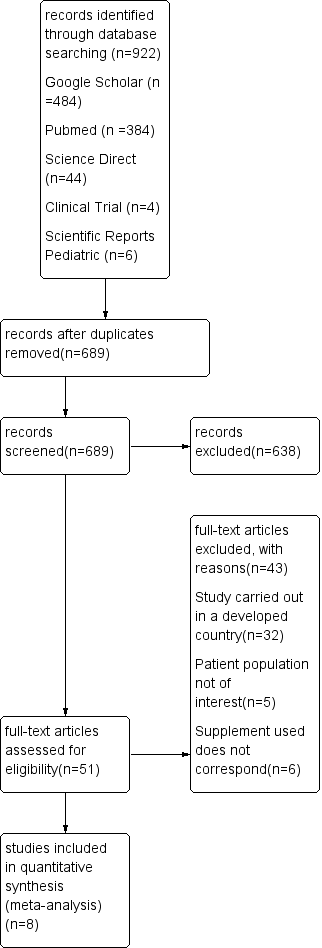 records identified
through database
searching (n=922)
Google Scholar (n
=484)
Pubmed (n =384)
Science Direct
(n=44)
Clinical Trial (n=4)
Scientific Reports
Pediatric (n=6)
records after duplicates
removed(n=689)
records
screened(n=689)
records
excluded(n=638)
full-text articles
excluded, with
reasons(n=43)
Study carried out
in a developed
country(n=32)
Patient population
not of
interest(n=5)
Supplement used
does not
correspond(n=6)
full-text articles
assessed for
eligibility(n=51)
studies included
in quantitative
synthesis
(meta-analysis)
(n=8)